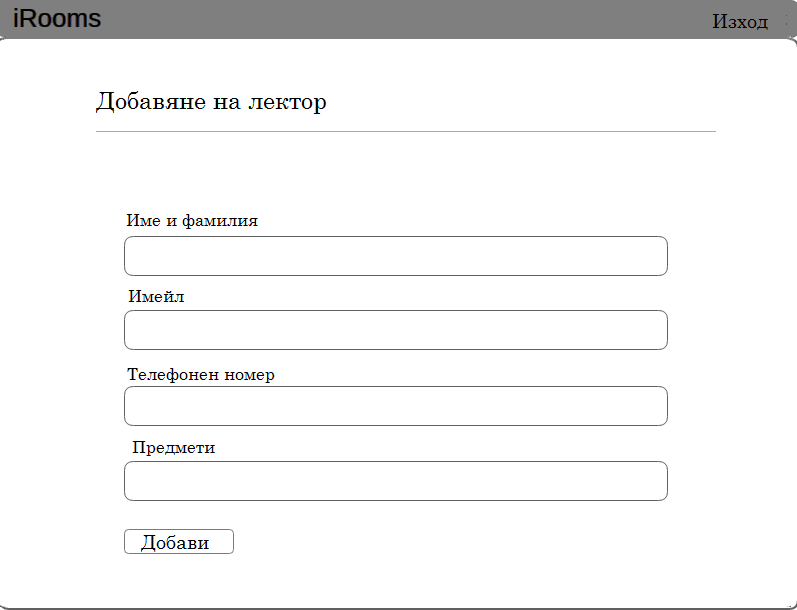 iRooms
Изход
Добавяне на лектор
Име и фамилия
Имейл
Телефонен номер
Предмети
Добави